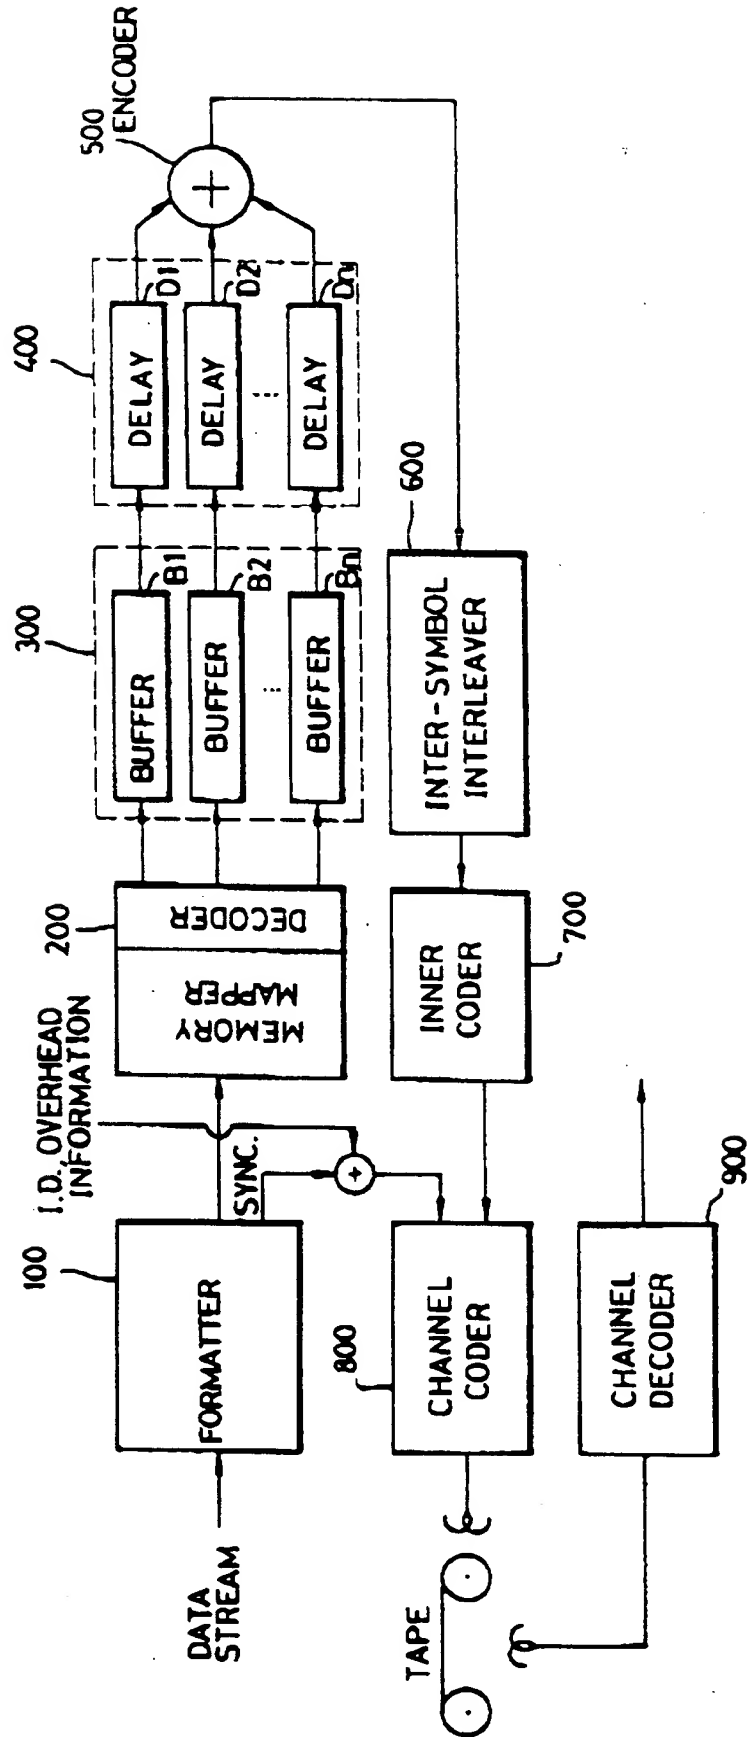 DATA
STREAM
100
FORMATTER
SYNC.
I.D., OVERHEAD
INFORMATION
+
200
MEMORY
MAPPER
DECODER
300
BUFFER
B1
BUFFER
B2
...
BUFFER
Bn
400
DELAY
D1
DELAY
D2
...
DELAY
Dn
500
ENCODER
+
600
INTER-SYMBOL
INTERLEAVER
700
INNER
CODER
800
CHANNEL
CODER
TAPE
900
CHANNEL
DECODER